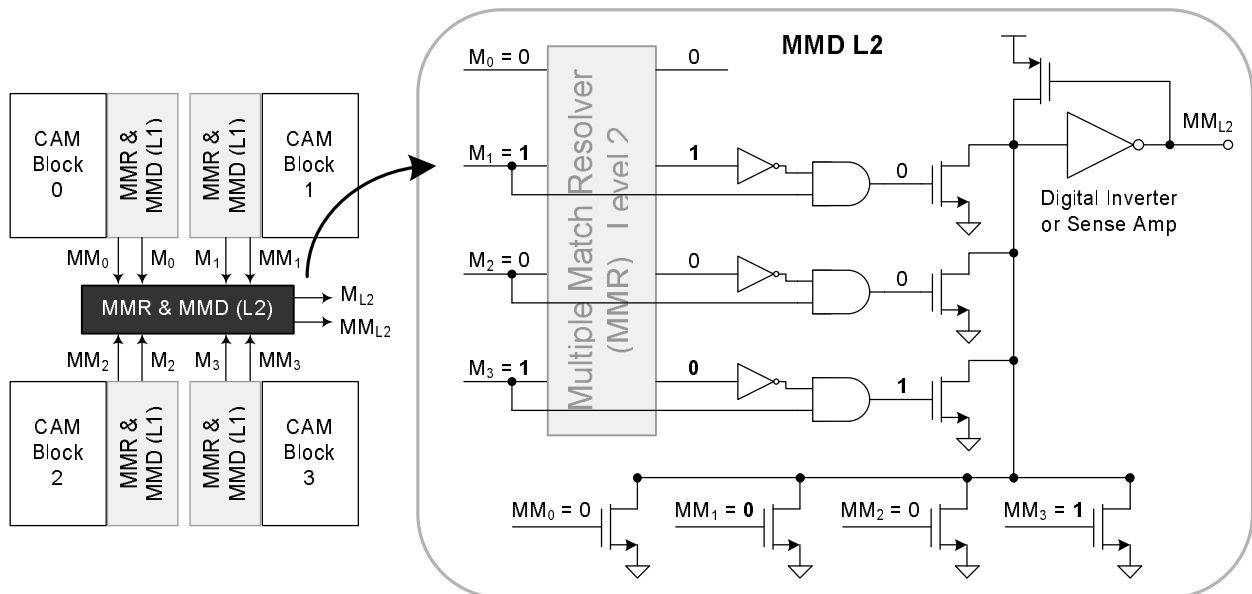 MMD L2
CAM
Block
0
MMR &
MMD (L1)
MMR &
MMD (L1)
CAM
Block
1
MM0
M0
M1
MM1
MMR & MMD (L2)
ML2
MML2
MM2
M2
M3
MM3
CAM
Block
2
MMR &
MMD (L1)
MMR &
MMD (L1)
CAM
Block
3
M0 = 0
0
M1 = 1
1
0
M2 = 0
0
0
M3 = 1
0
1
Multiple Match Resolver
(MMR) Level 2
MML2
Digital Inverter
or Sense Amp
MM0 = 0
MM1 = 0
MM2 = 0
MM3 = 1